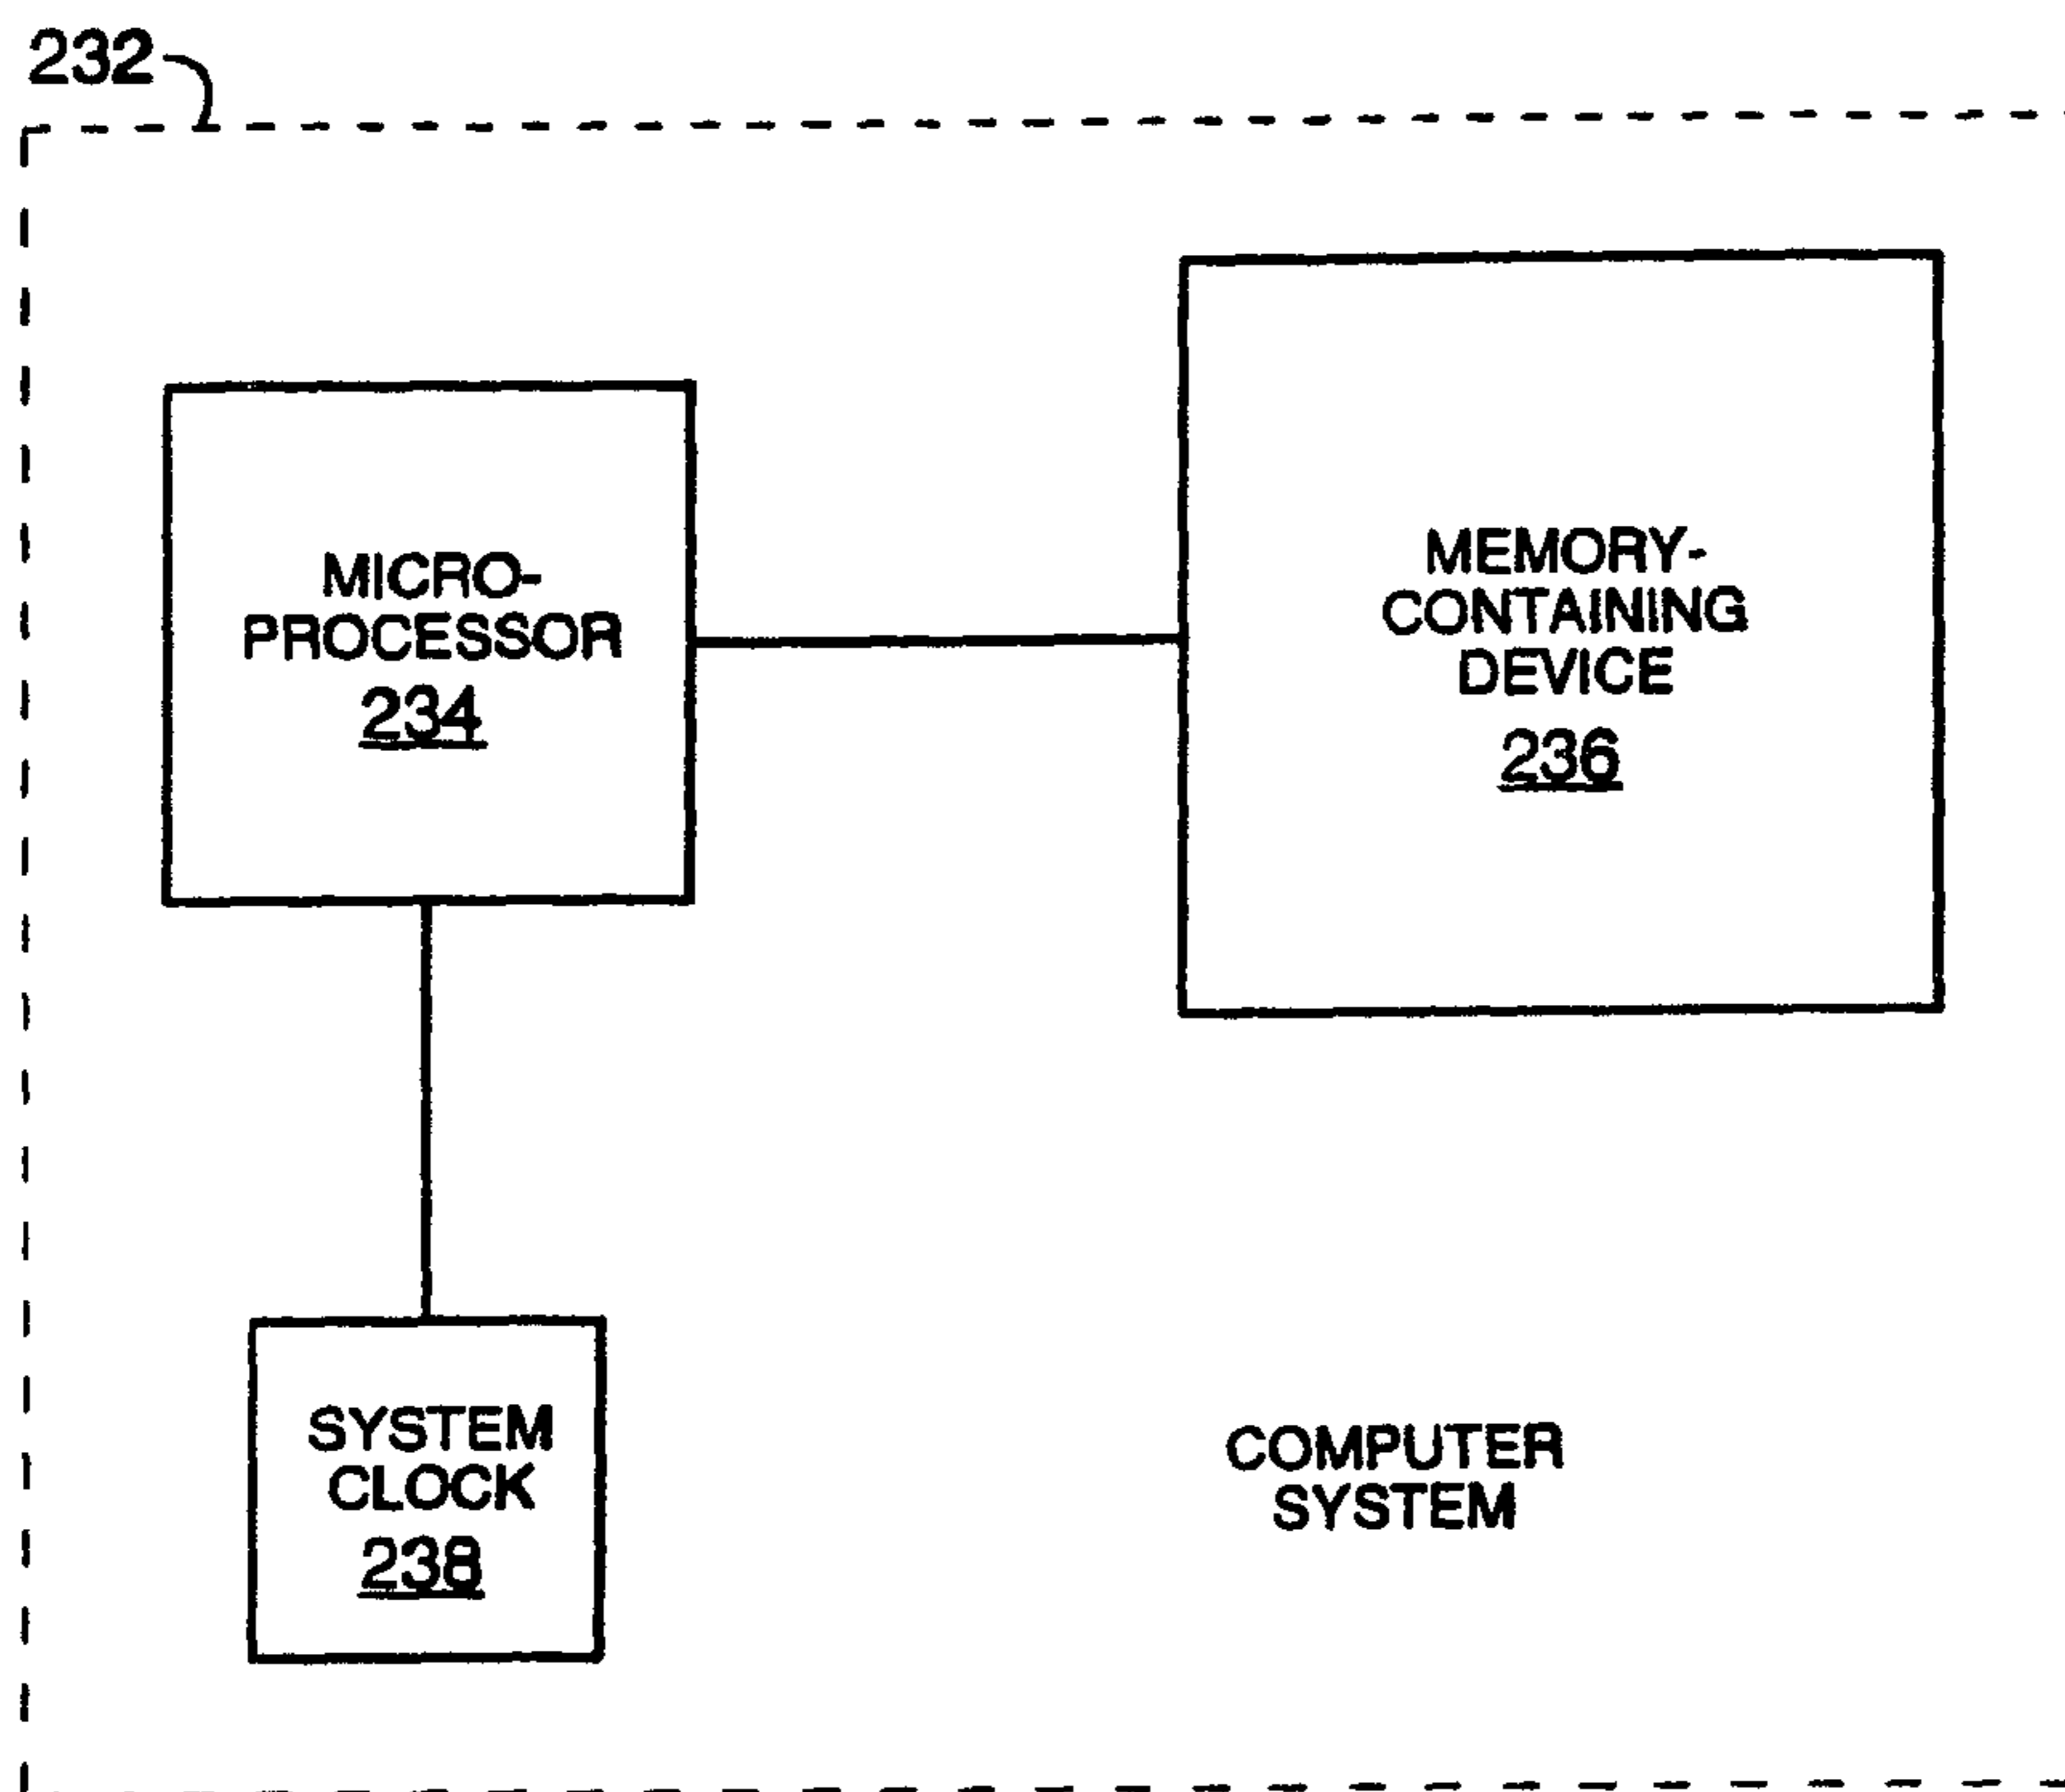 232
MICRO-
PROCESSOR
234
MEMORY-
CONTAINING
DEVICE
236
SYSTEM
CLOCK
238
COMPUTER
SYSTEM